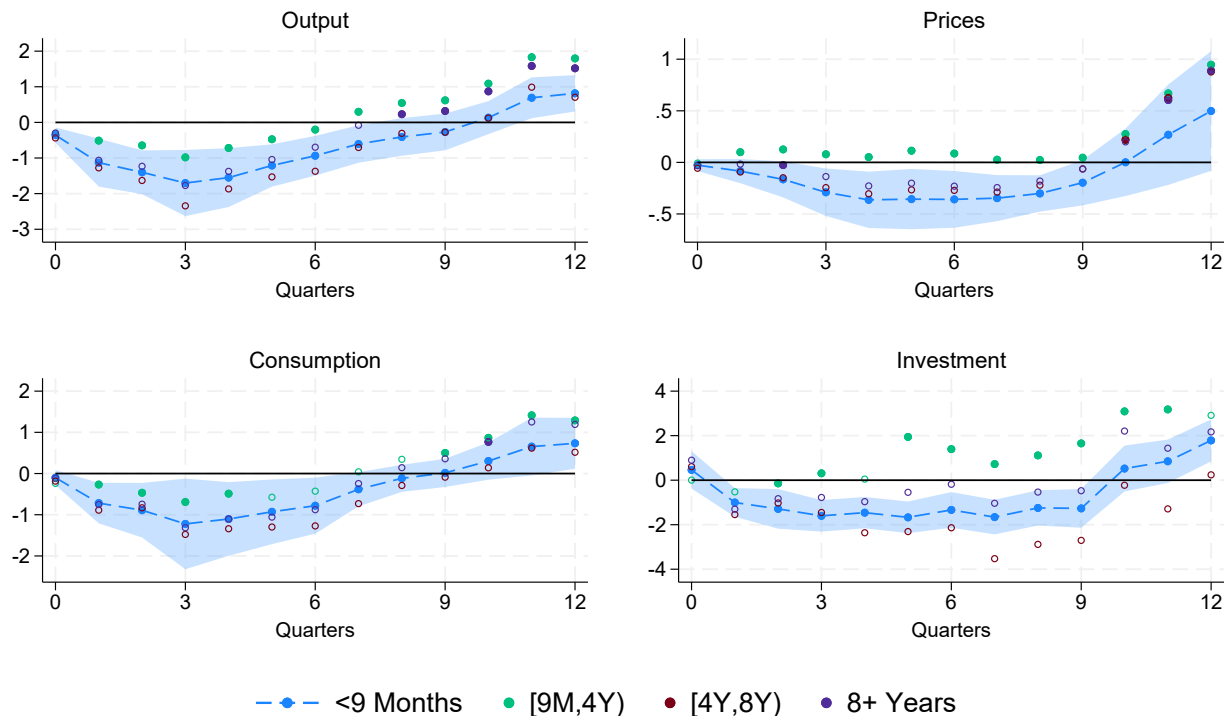 Output
2
1
0
-1
-2
-3
0 3 6 9 12
Quarters
Prices
1
.5
0
-.5
0 3 6 9 12
Quarters
Consumption
2
1
0
-1
-2
0 3 6 9 12
Quarters
Investment
4
2
0
-2
-4
0 3 6 9 12
Quarters
<9 Months [9M,4Y) [4Y,8Y) 8+ Years